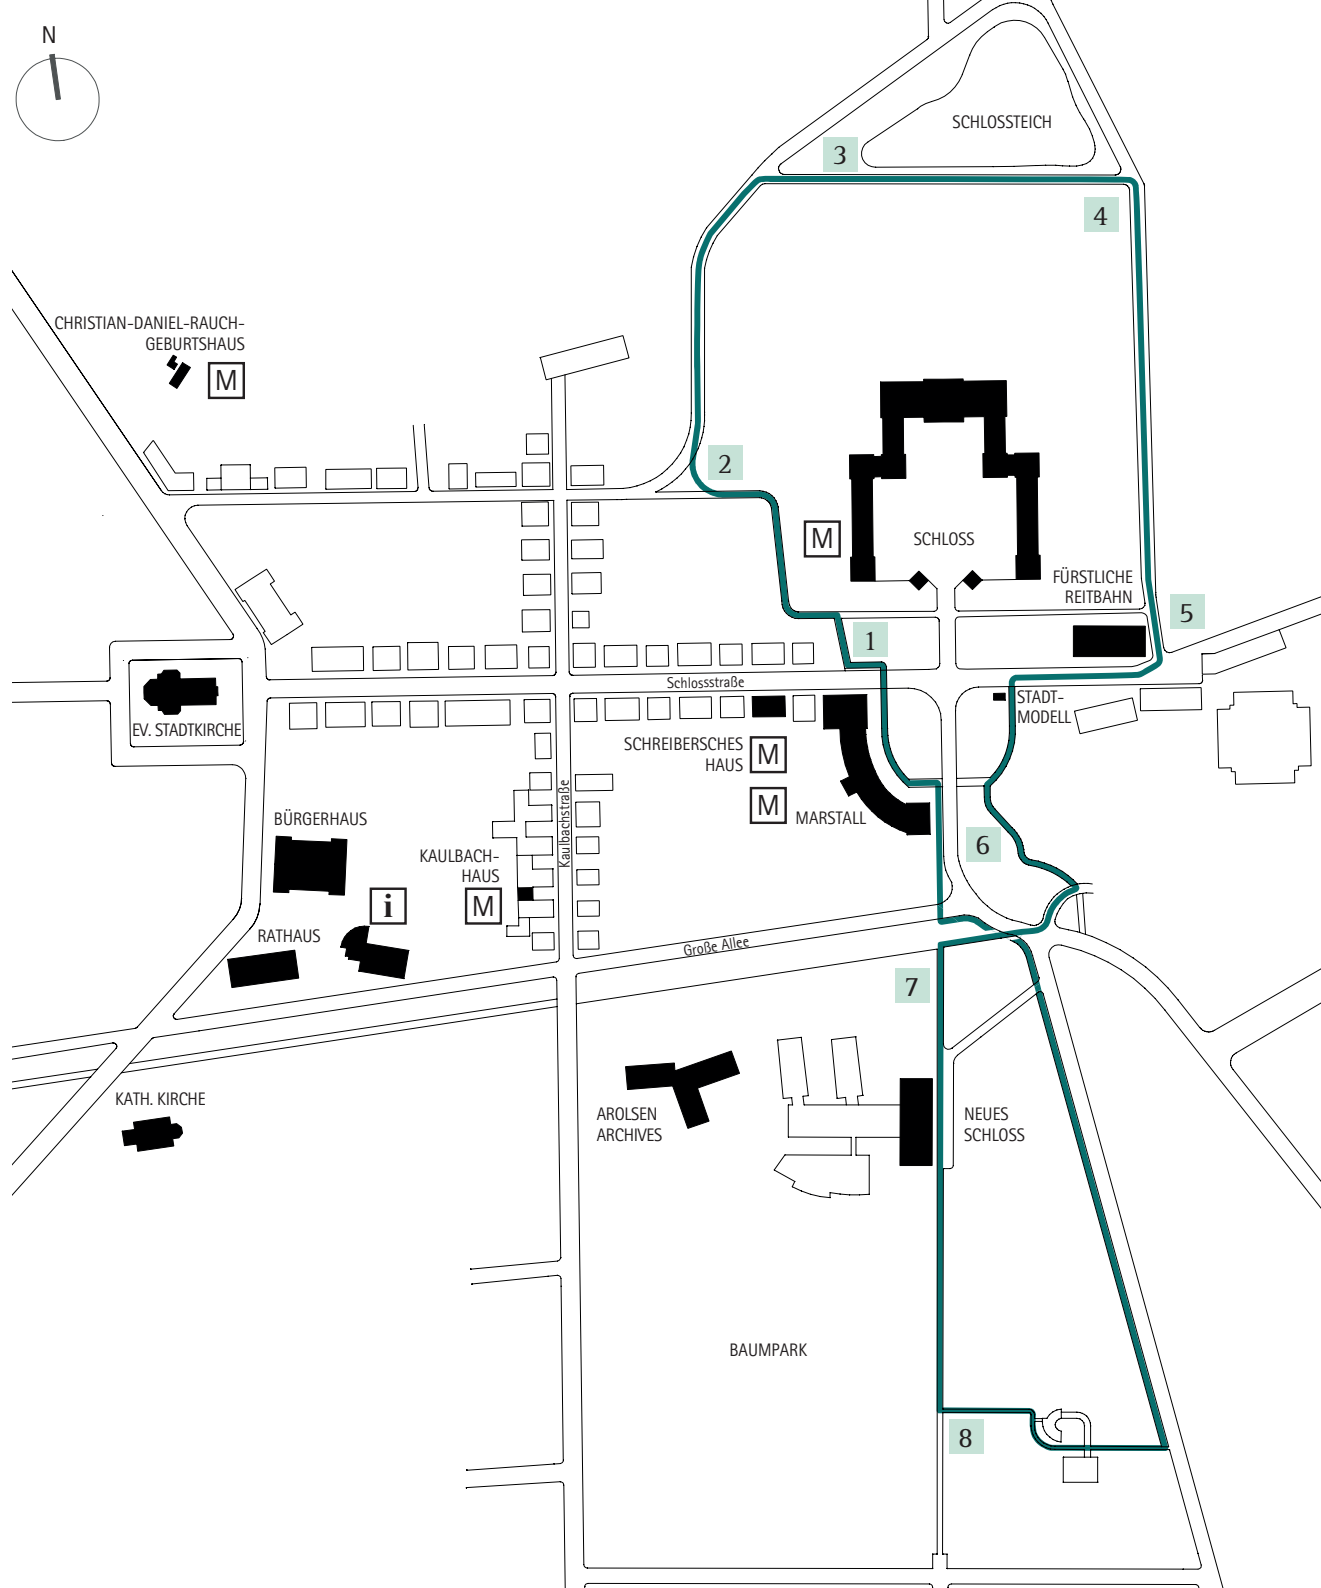 N
SCHLOSSTEICH
3
4
CHRISTIAN-DANIEL-RAUCH-
GEBURTSHAUS
M
2
M
SCHLOSS
FÜRSTLICHE
REITBAHN
5
1
Schlossstraße
STADT-
MODELL
EV. STADTKIRCHE
SCHREIBERSCHES
HAUS
M
M
MARSTALL
Kaulbachstraße
BÜRGERHAUS
KAULBACH-
HAUS
M
i
6
RATHAUS
Große Allee
7
KATH. KIRCHE
AROLSEN
ARCHIVES
NEUES
SCHLOSS
BAUMPARK
8